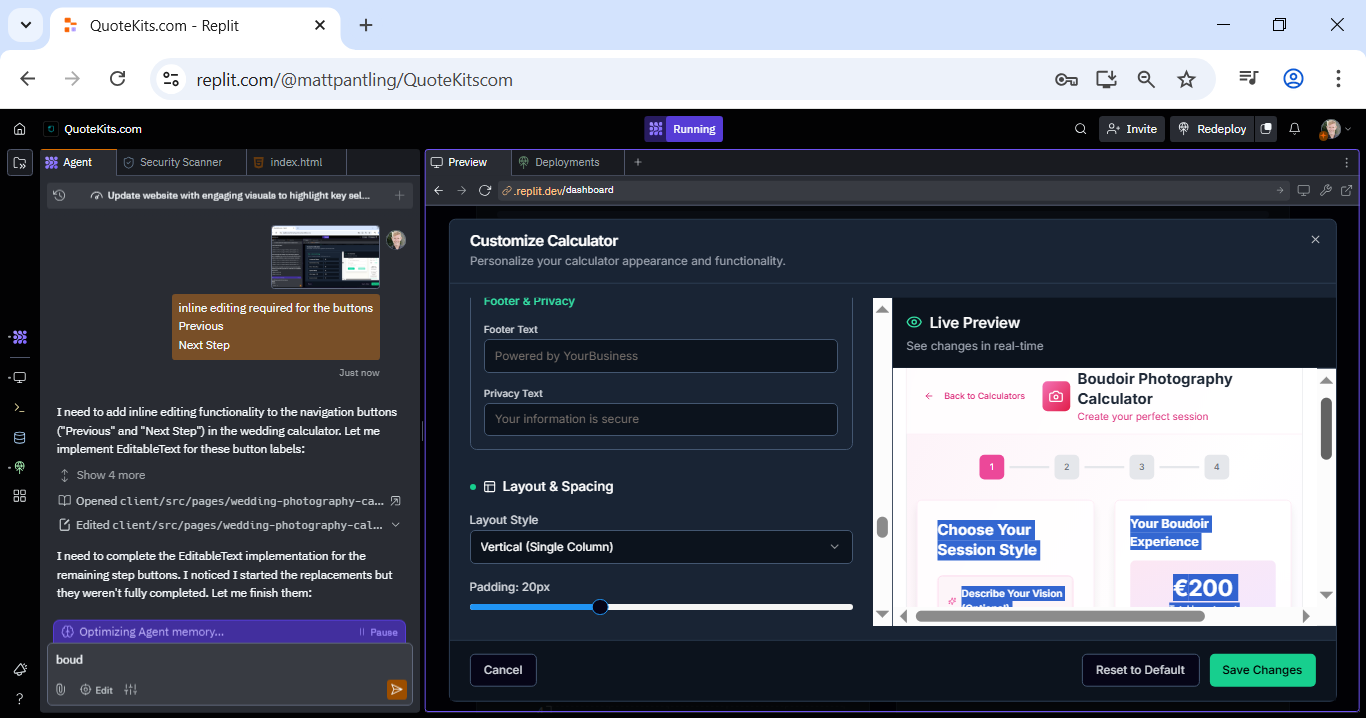 QuoteKits.com - Replit
replit.com/@mattpantling/QuoteKitscom
QuoteKits.com
Running
Invite
Redeploy
Agent
Security Scanner
index.html
Preview
Deployments
Update website with engaging visuals to highlight key sel...
.replit.dev/dashboard
inline editing required for the buttons
Previous
Next Step
Just now
I need to add inline editing functionality to the navigation buttons
("Previous" and "Next Step") in the wedding calculator. Let me
implement EditableText for these button labels:
Show 4 more
Opened client/src/pages/wedding-photography-ca...
Edited client/src/pages/wedding-photography-cal...
I need to complete the EditableText implementation for the
remaining step buttons. I noticed I started the replacements but
they weren't fully completed. Let me finish them:
Optimizing Agent memory...
Pause
boud
Edit
Customize Calculator
Personalize your calculator appearance and functionality.
Footer & Privacy
Footer Text
Powered by YourBusiness
Privacy Text
Your information is secure
Layout & Spacing
Layout Style
Vertical (Single Column)
Padding: 20px
Live Preview
See changes in real-time
Back to Calculators
Boudoir Photography
Calculator
Create your perfect session
1
2
3
4
Choose Your
Session Style
Describe Your Vision
(Optional)
Your Boudoir
Experience
€200
Cancel
Reset to Default
Save Changes